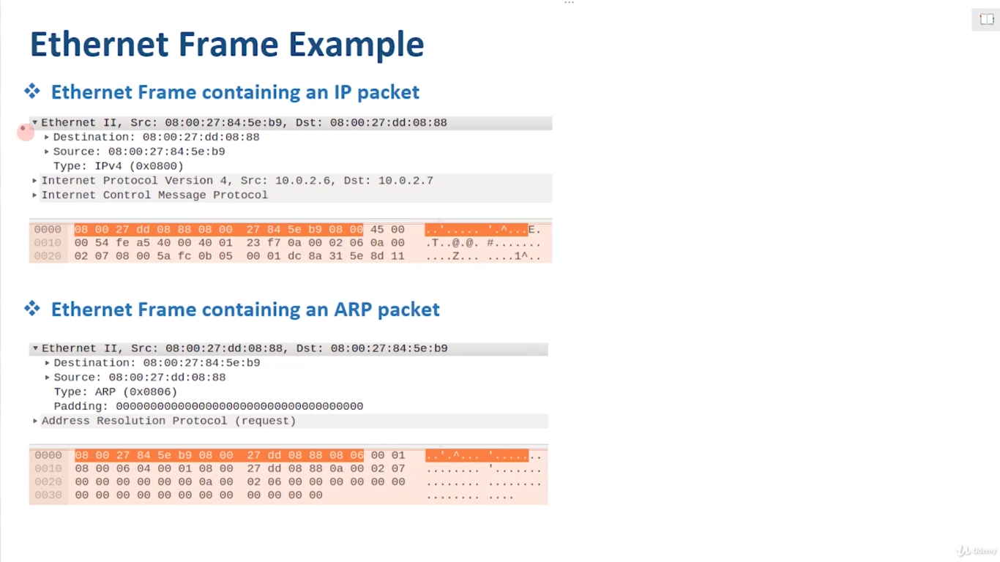 Ethernet Frame Example
Ethernet Frame containing an IP packet
Ethernet II, Src: 08:00:27:84:5e:b9, Dst: 08:00:27:dd:08:88
Destination: 08:00:27:dd:08:88
Source: 08:00:27:84:5e:b9
Type: IPv4 (0x0800)
Internet Protocol Version 4, Src: 10.0.2.6, Dst: 10.0.2.7
Internet Control Message Protocol
0000 08 00 27 dd 08 88 08 00 27 84 5e b9 08 00 45 00 ..'..... '.^...E.
0010 00 54 fe a5 40 00 40 01 23 f7 0a 00 02 06 0a 00 .T..@.@. #.......
0020 02 07 08 00 5a fc 0b 05 00 01 dc 8a 31 5e 8d 11 ....Z... ....1^..
Ethernet Frame containing an ARP packet
Ethernet II, Src: 08:00:27:dd:08:88, Dst: 08:00:27:84:5e:b9
Destination: 08:00:27:84:5e:b9
Source: 08:00:27:dd:08:88
Type: ARP (0x0806)
Padding: 000000000000000000000000000000000000
Address Resolution Protocol (request)
0000 08 00 27 84 5e b9 08 00 27 dd 08 88 08 06 00 01 ..'.^... '.......
0010 08 00 06 04 00 01 08 00 27 dd 08 88 0a 00 02 07 ........ '.......
0020 00 00 00 00 00 00 0a 00 02 06 00 00 00 00 00 00 ........ ........
0030 00 00 00 00 00 00 00 00 00 00 00 00 ........ ....
Udemy